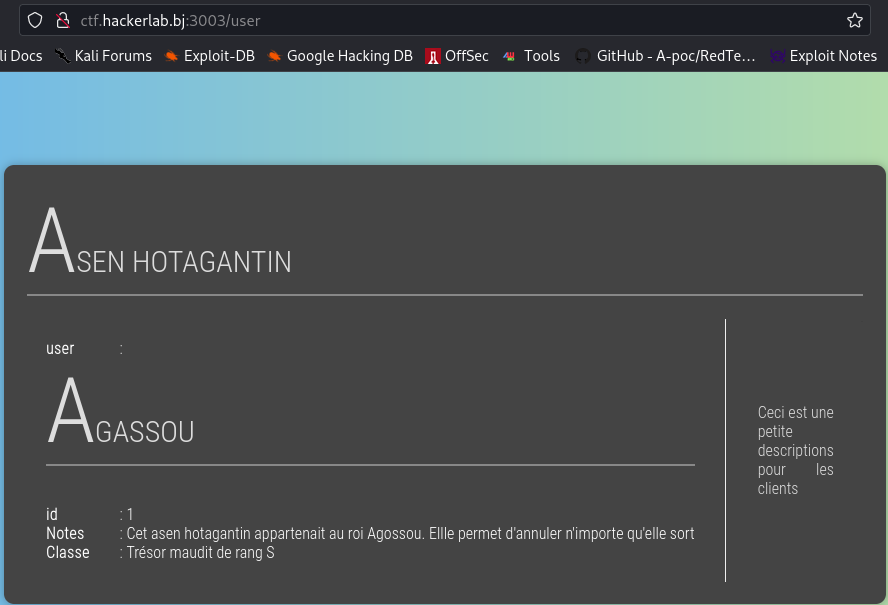 ctf.hackerlab.bj:3003/user
li Docs Kali Forums Exploit-DB Google Hacking DB OffSec Tools GitHub - A-poc/RedTe… Exploit Notes
ASEN HOTAGANTIN
user :
AGASSOU
id : 1
Notes : Cet asen hotagantin appartenait au roi Agossou. Ellle permet d'annuler n'importe qu'elle sort
Classe : Trésor maudit de rang S
Ceci est une
petite
descriptions
pour les
clients